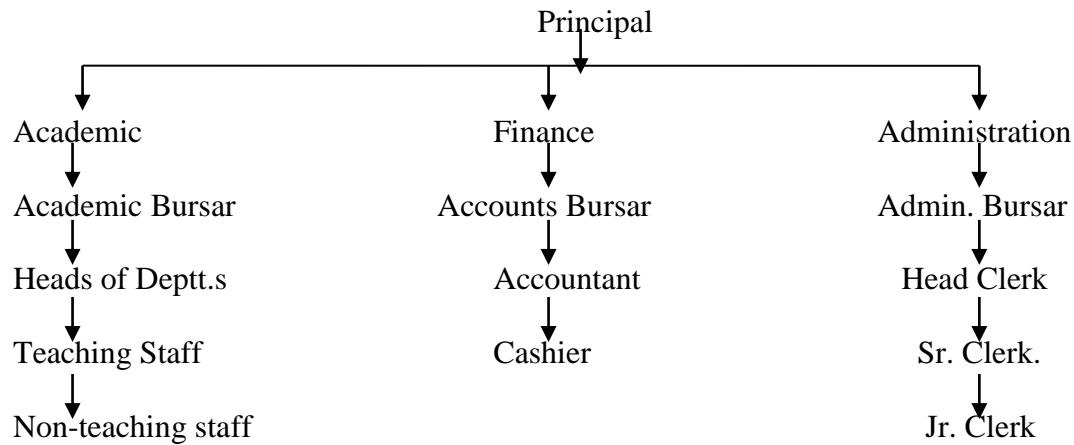 Principal
Academic Finance Administration
Academic Bursar Accounts Bursar Admin. Bursar
Heads of Deptt.s Accountant Head Clerk
Teaching Staff Cashier Sr. Clerk.
Non-teaching staff Jr. Clerk